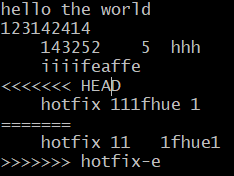 hello the world
123142414
    143252    5  hhh
    iiiifeaffe
<<<<<<< HEAD
    hotfix 111fhue 1
=======
    hotfix 11   1fhue1
>>>>>>> hotfix-e